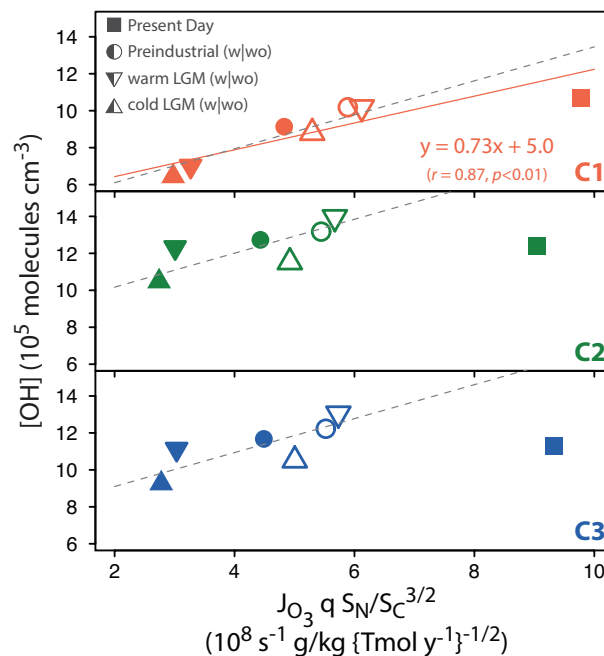 Present Day
Preindustrial (w|wo)
warm LGM (w|wo)
cold LGM (w|wo)
14
12
10
8
6
y = 0.73x + 5.0
(r = 0.87, p<0.01)
C1
14
12
10
8
6
C2
14
12
10
8
6
C3
[OH] (10⁵ molecules cm⁻³)
2 4 6 8 10
J_O₃ q S_N/S_C^3/2
(10⁸ s⁻¹ g/kg {Tmol y⁻¹}⁻¹/²)